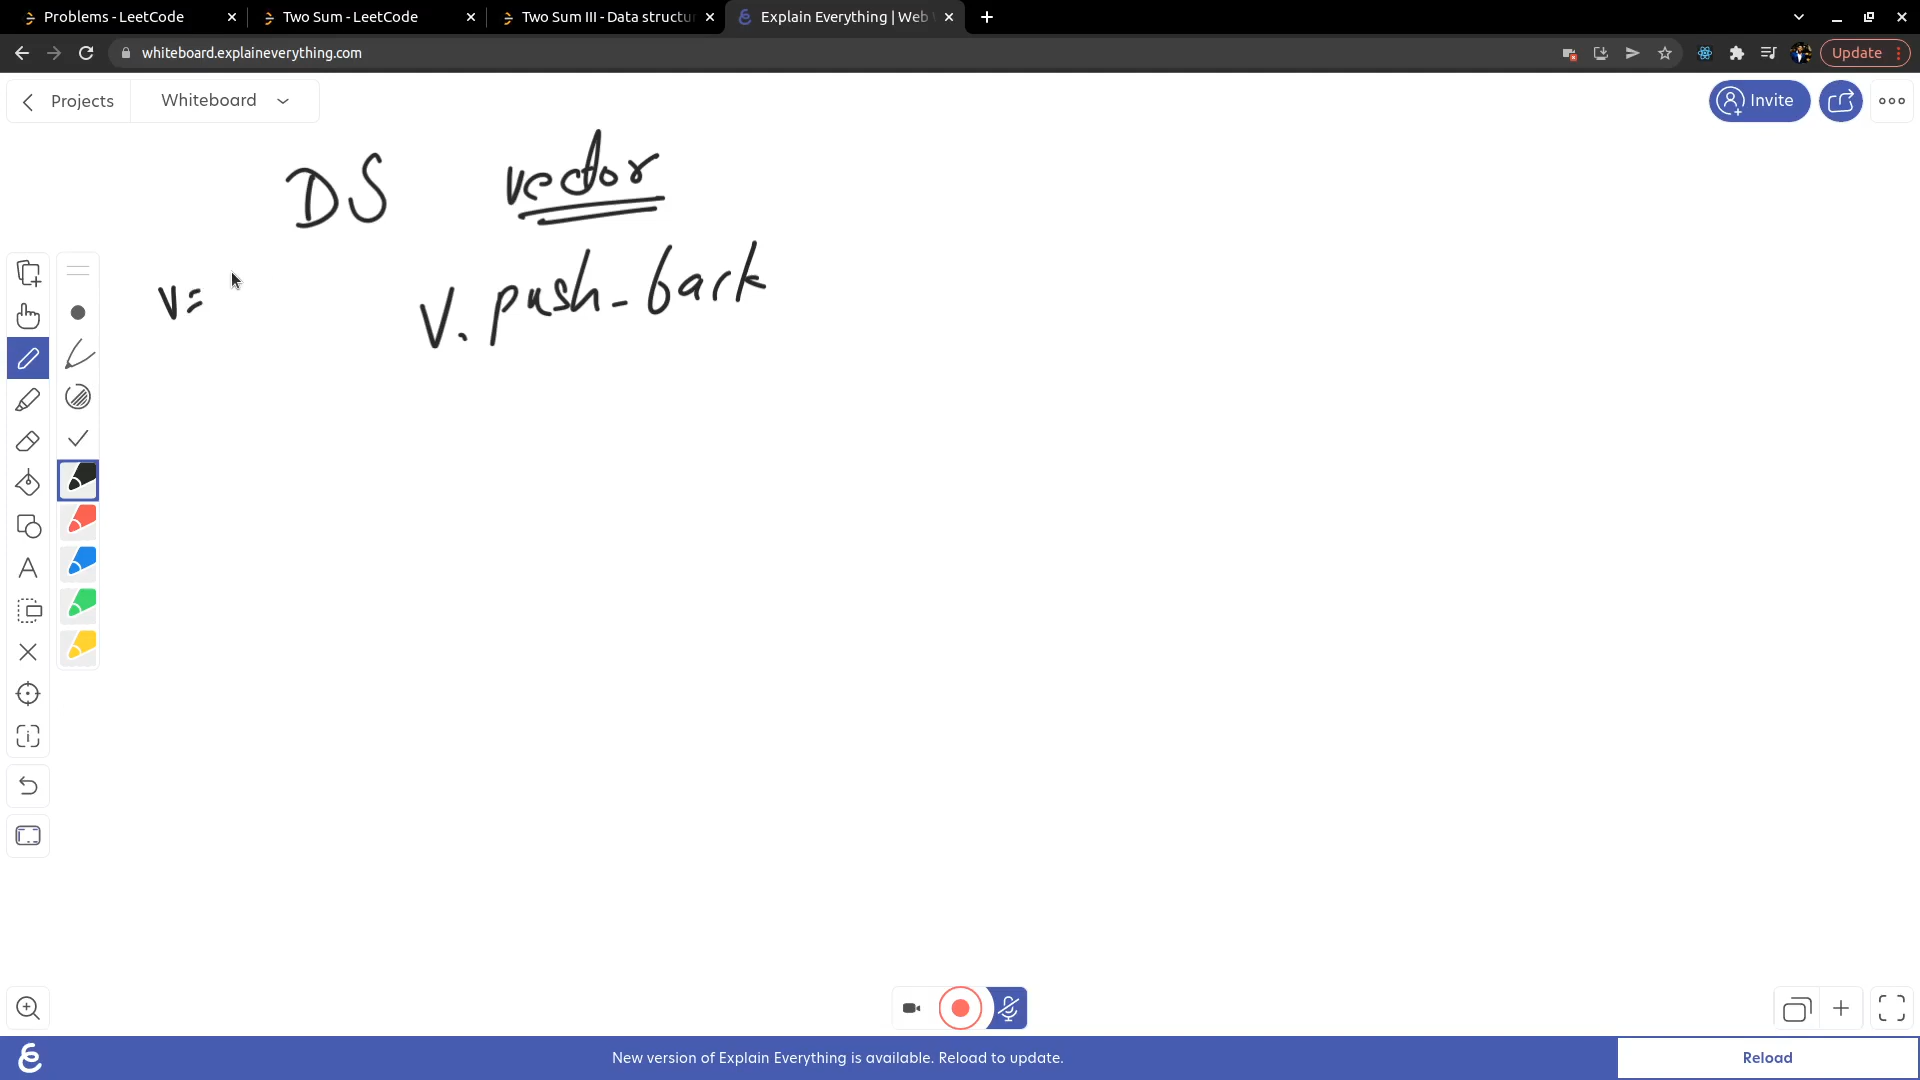 Problems - LeetCode
Two Sum - LeetCode
Two Sum III - Data structu
Explain Everything | Web
whiteboard.explaineverything.com
Update
Projects
Whiteboard
Invite
DS vector
v= v. push_back
A
New version of Explain Everything is available. Reload to update.
Reload